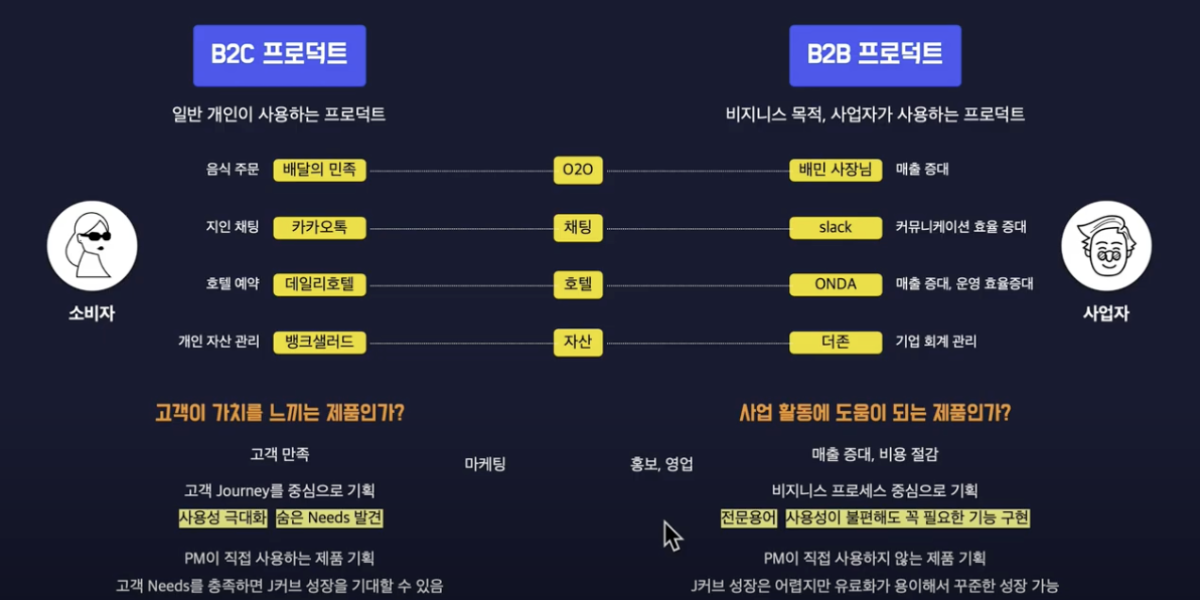 B2C 프로덕트
B2B 프로덕트
일반 개인이 사용하는 프로덕트
비지니스 목적, 사업자가 사용하는 프로덕트
음식 주문 배달의 민족 O2O 배민 사장님 매출 증대
지인 채팅 카카오톡 채팅 slack 커뮤니케이션 효율 증대
호텔 예약 데일리호텔 호텔 ONDA 매출 증대, 운영 효율증대
소비자
사업자
개인 자산 관리 뱅크샐러드 자산 더존 기업 회계 관리
고객이 가치를 느끼는 제품인가?
사업 활동에 도움이 되는 제품인가?
고객 만족
마케팅
홍보, 영업
매출 증대, 비용 절감
고객 Journey를 중심으로 기획
비지니스 프로세스 중심으로 기획
사용성 극대화 숨은 Needs 발견
전문용어 사용성이 불편해도 꼭 필요한 기능 구현
PM이 직접 사용하는 제품 기획
PM이 직접 사용하지 않는 제품 기획
고객 Needs를 충족하면 J커브 성장을 기대할 수 있음
J커브 성장은 어렵지만 유료화가 용이해서 꾸준한 성장 가능